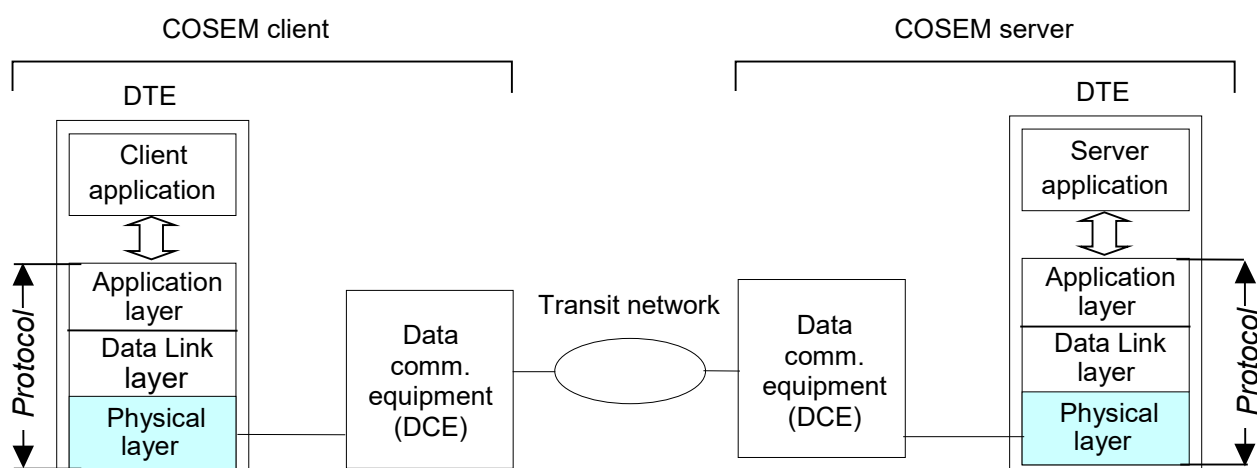 COSEM client
COSEM server
DTE
DTE
Client
application
Server
application
Protocol
Application
layer
Data Link
layer
Physical
layer
Data
comm.
equipment
(DCE)
Transit network
Data
comm.
equipment
(DCE)
Application
layer
Data Link
layer
Physical
layer
Protocol